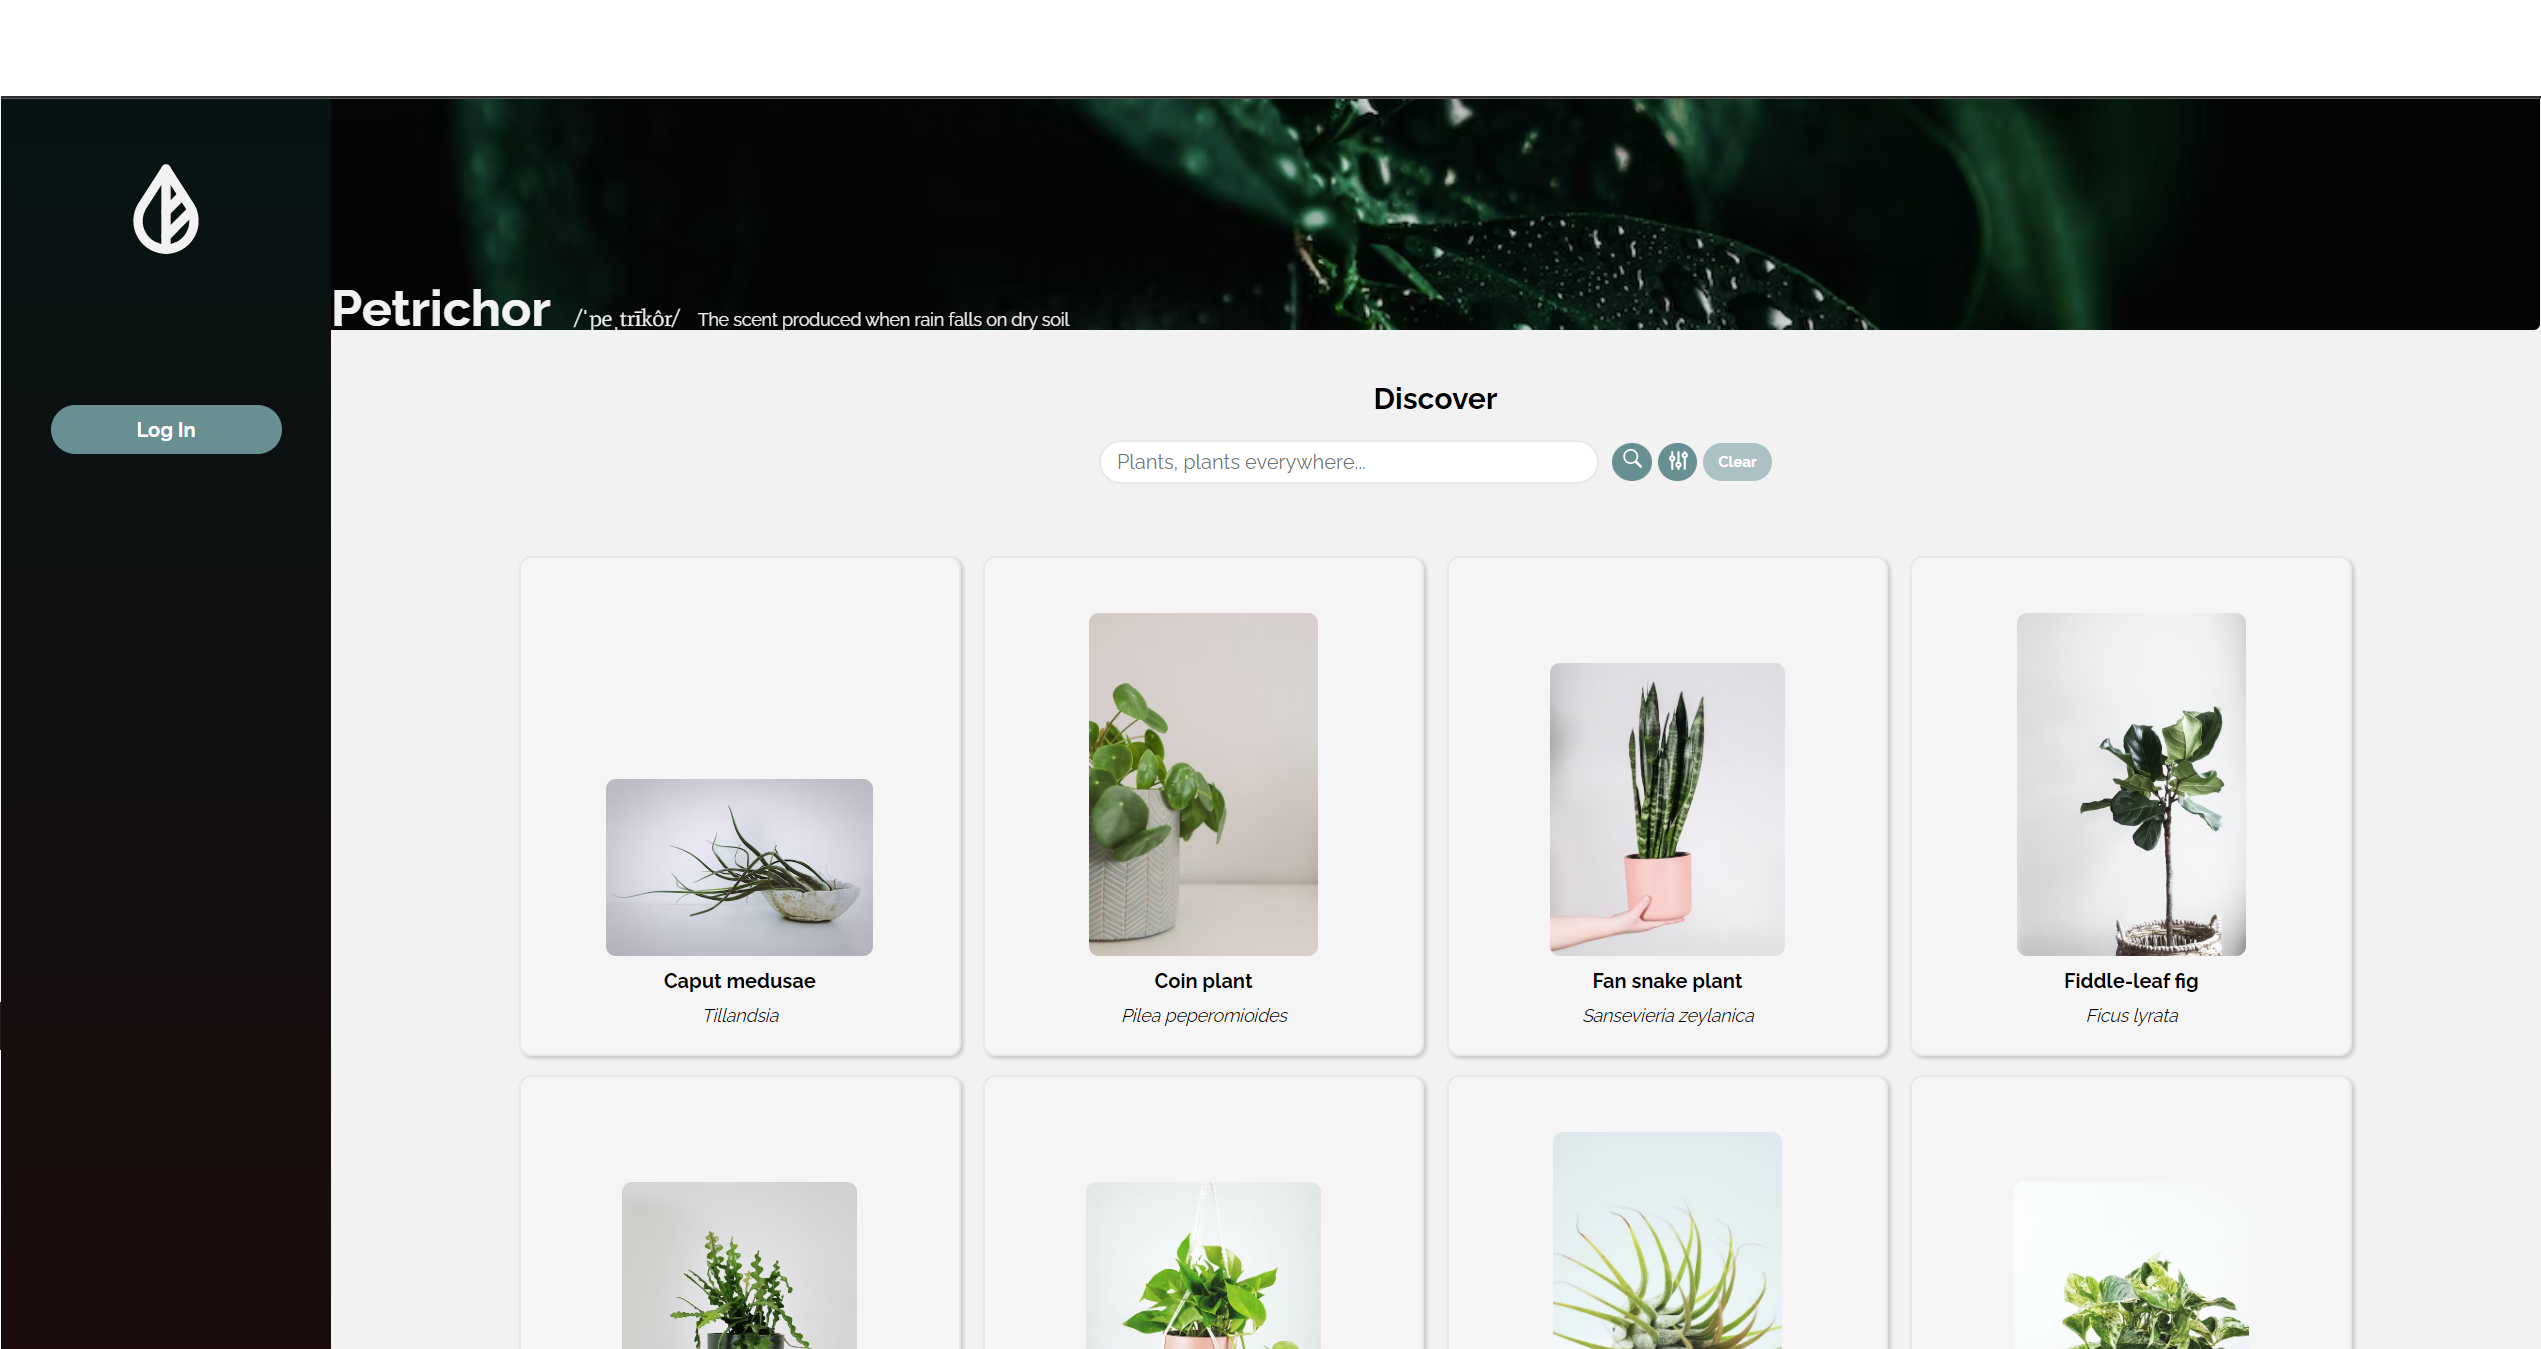 Petrichor /ˈpeˌtrīkôr/ The scent produced when rain falls on dry soil
Log In
Discover
Plants, plants everywhere...
Clear
Caput medusae
Tillandsia
Coin plant
Pilea peperomioides
Fan snake plant
Sansevieria zeylanica
Fiddle-leaf fig
Ficus lyrata